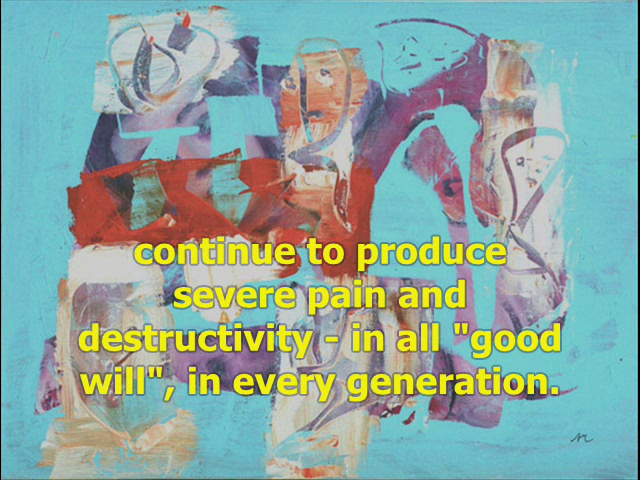 continue to produce
severe pain and
destructivity - in all "good
will", in every generation.